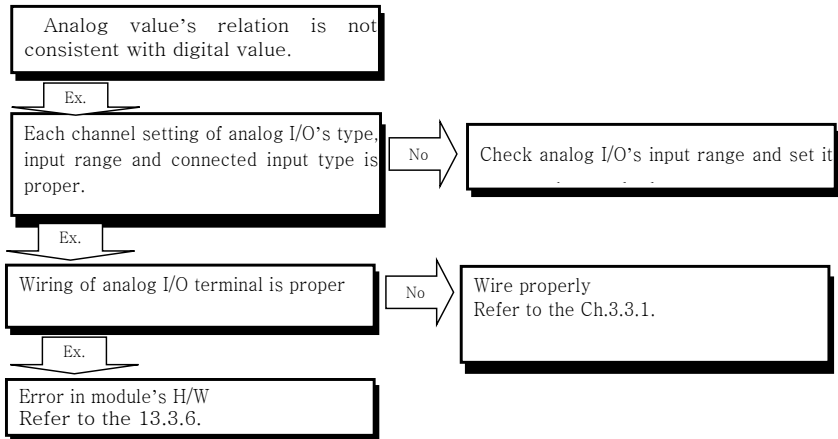 Analog value's relation is not
consistent with digital value.
Ex.
Each channel setting of analog I/O's type,
input range and connected input type is
proper.
No
Check analog I/O's input range and set it
Ex.
Wiring of analog I/O terminal is proper
No
Wire properly
Refer to the Ch.3.3.1.
Ex.
Error in module's H/W
Refer to the 13.3.6.